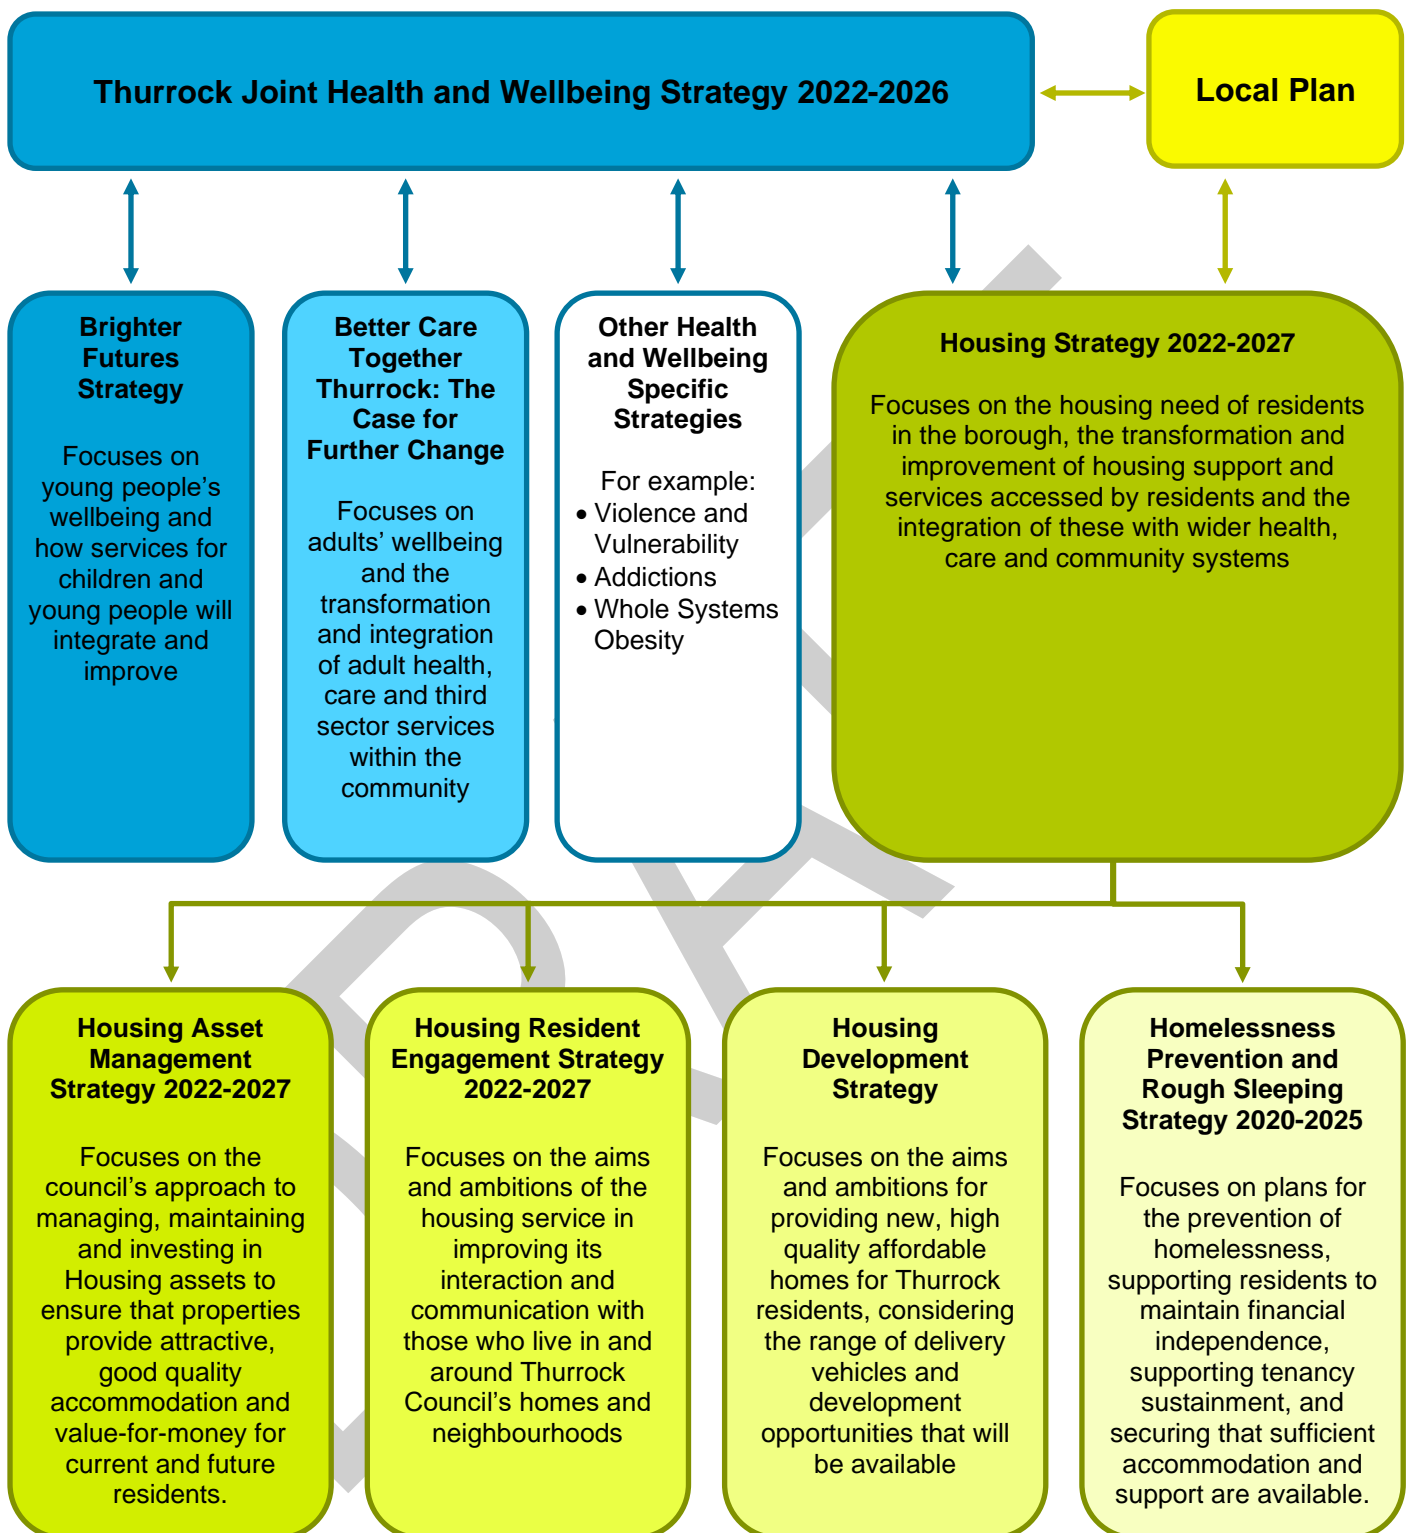 Thurrock Joint Health and Wellbeing Strategy 2022-2026
Local Plan
Brighter
Futures
Strategy
Focuses on
young people’s
wellbeing and
how services for
children and
young people will
integrate and
improve
Better Care
Together
Thurrock: The
Case for
Further Change
Focuses on
adults’ wellbeing
and the
transformation
and integration
of adult health,
care and third
sector services
within the
community
Other Health
and Wellbeing
Specific
Strategies
For example:
• Violence and
Vulnerability
• Addictions
• Whole Systems
Obesity
Housing Strategy 2022-2027
Focuses on the housing need of residents
in the borough, the transformation and
improvement of housing support and
services accessed by residents and the
integration of these with wider health,
care and community systems
Housing Asset
Management
Strategy 2022-2027
Focuses on the
council’s approach to
managing, maintaining
and investing in
Housing assets to
ensure that properties
provide attractive,
good quality
accommodation and
value-for-money for
current and future
residents.
Housing Resident
Engagement Strategy
2022-2027
Focuses on the aims
and ambitions of the
housing service in
improving its
interaction and
communication with
those who live in and
around Thurrock
Council’s homes and
neighbourhoods
Housing
Development
Strategy
Focuses on the aims
and ambitions for
providing new, high
quality affordable
homes for Thurrock
residents, considering
the range of delivery
vehicles and
development
opportunities that will
be available
Homelessness
Prevention and
Rough Sleeping
Strategy 2020-2025
Focuses on plans for
the prevention of
homelessness,
supporting residents to
maintain financial
independence,
supporting tenancy
sustainment, and
securing that sufficient
accommodation and
support are available.
DRAFT